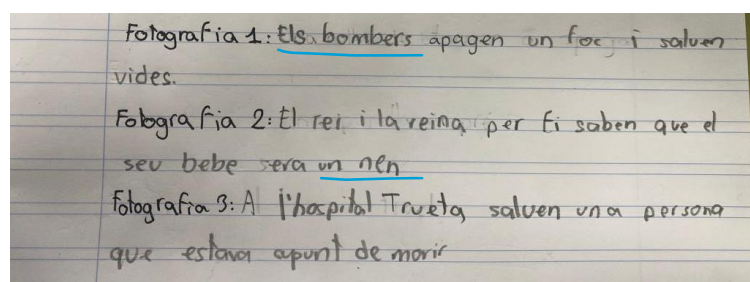 Fotografia 1: Els bombers apagen un foc i salven
vides.
Fotografia 2: El rei i la reina per fi saben que el
seu bebe sera un nen
Fotografia 3: A l'hospital Trueta salven una persona
que estava apunt de morir